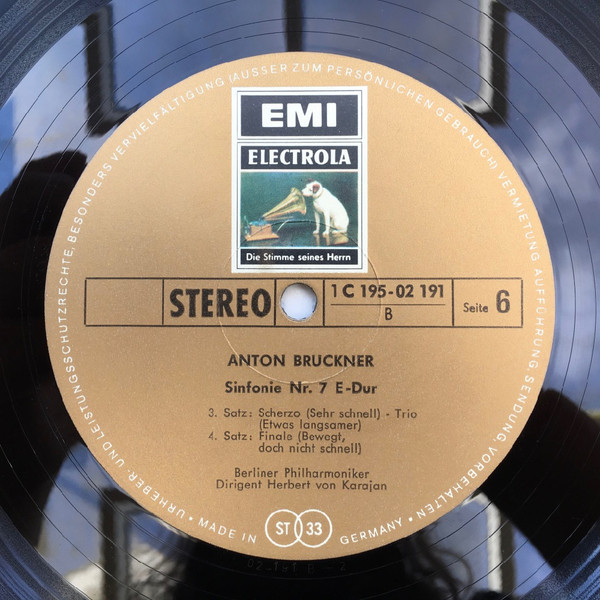 URHEBER- UND LEISTUNGSSCHUTZRECHTE, BESONDERS VERVIELFÄLTIGUNG (AUSSER ZUM PERSÖNLICHEN GEBRAUCH), VERMIETUNG, AUFFÜHRUNG, SENDUNG VORBEHALTEN
EMI
ELECTROLA
Die Stimme seines Herrn
STEREO
1 C 195-02 191
B
Seite 6
ANTON BRUCKNER
Sinfonie Nr. 7 E-Dur
3. Satz: Scherzo (Sehr schnell) - Trio
(Etwas langsamer)
4. Satz: Finale (Bewegt,
doch nicht schnell)
Berliner Philharmoniker
Dirigent Herbert von Karajan
• MADE IN GERMANY •
ST 33